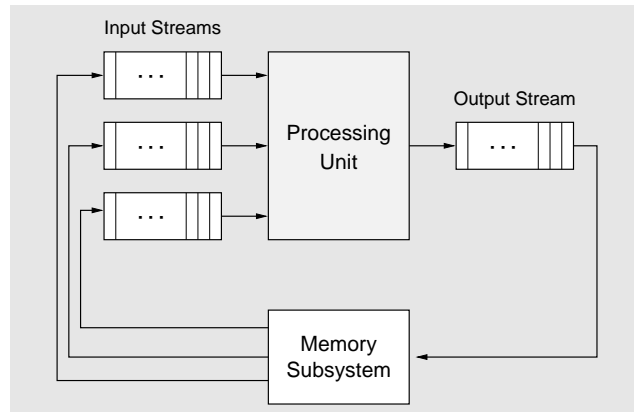 Input Streams
...
Output Stream
Processing
Unit
...
...
...
Memory
Subsystem